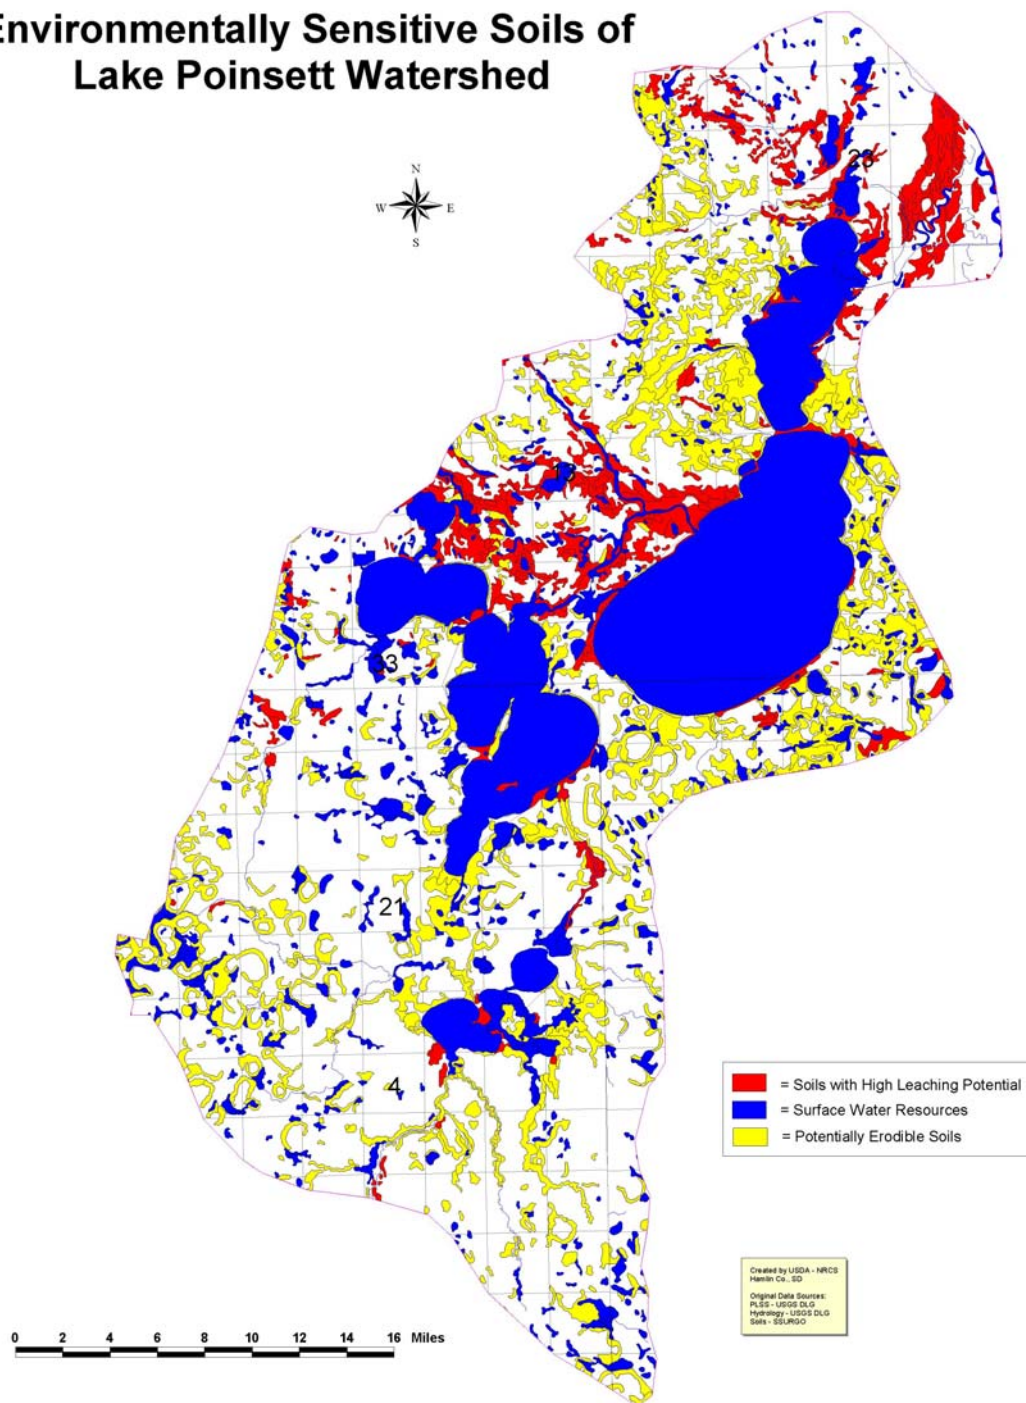 Environmentally Sensitive Soils of
Lake Poinsett Watershed
N
W E
S
23
13
33
21
4
= Soils with High Leaching Potential
= Surface Water Resources
= Potentially Erodible Soils
Created by USDA - NRCS
Hamlin Co., SD
Original Data Sources:
PLSS - USGS DLG
Hydrology - USGS DLG
Soils - SSURGO
0 2 4 6 8 10 12 14 16 Miles